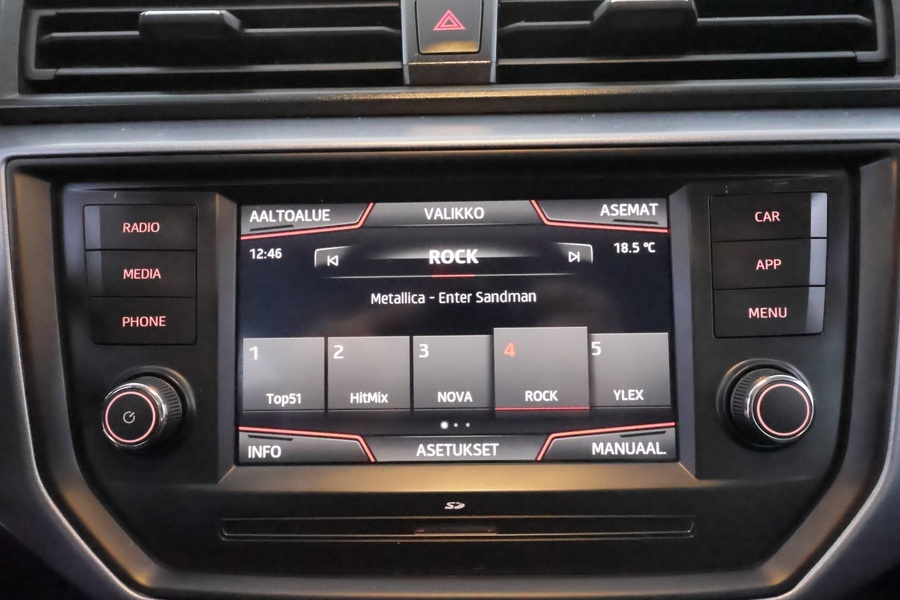 RADIO
MEDIA
PHONE
AALTOALUE
VALIKKO
ASEMAT
12:46
ROCK
18.5 °C
Metallica - Enter Sandman
1
Top51
2
HitMix
3
NOVA
4
ROCK
5
YLEX
INFO
ASETUKSET
MANUAAL.
CAR
APP
MENU
SD